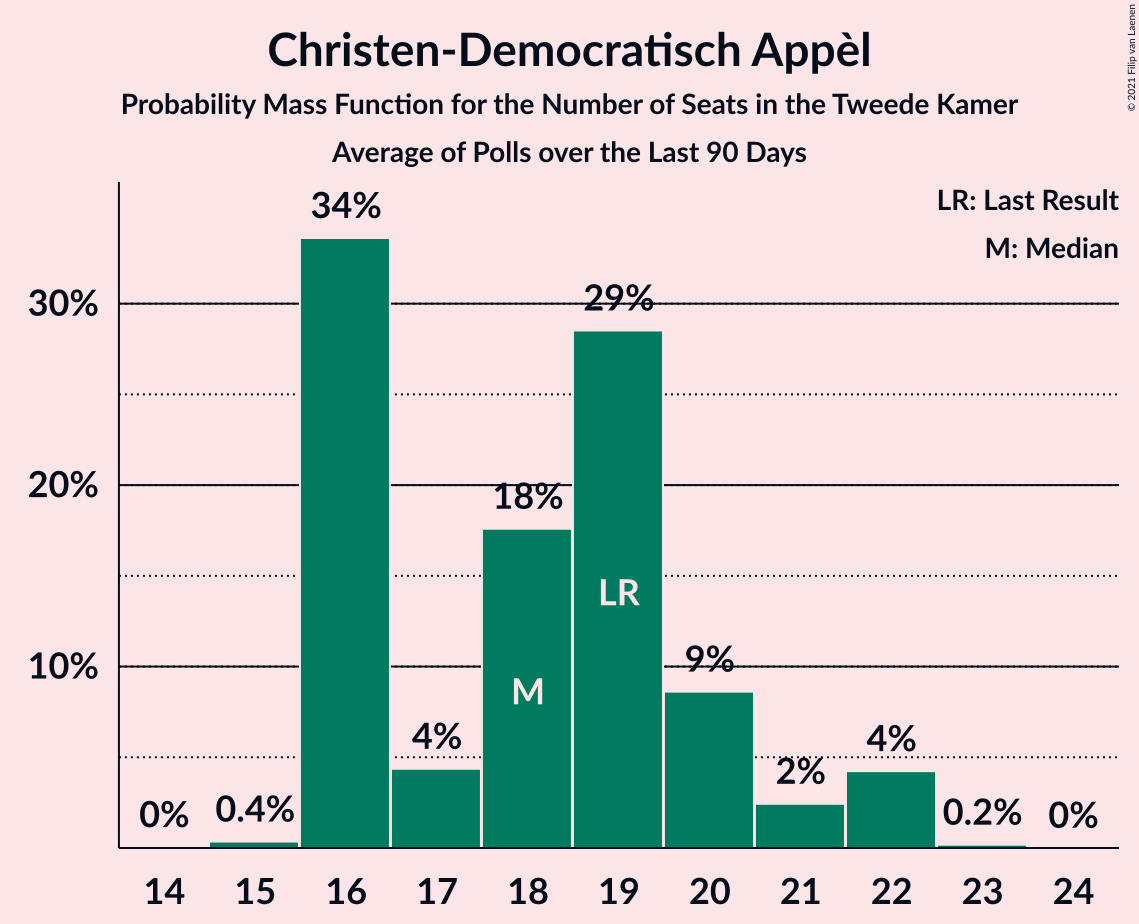 © 2021 Filip van Laenen
Christen-Democratisch Appèl
Probability Mass Function for the Number of Seats in the Tweede Kamer
Average of Polls over the Last 90 Days
LR: Last Result
M: Median
34%
30%
29%
20%
18%
LR
10%
9%
M
4%
4%
2%
0%
0.4%
0.2%
0%
14 15 16 17 18 19 20 21 22 23 24